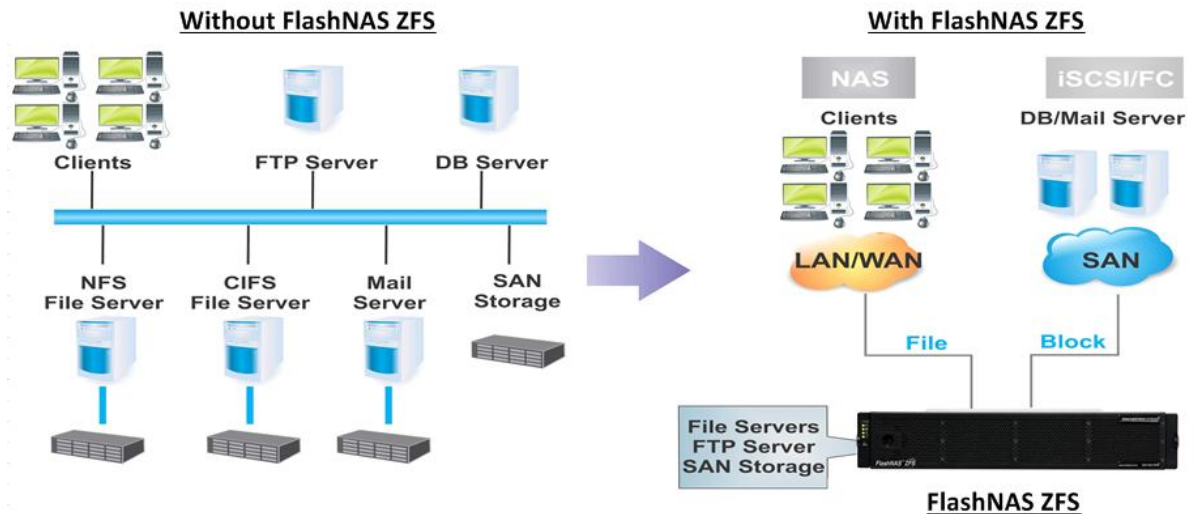 Without FlashNAS ZFS
Clients
FTP Server
DB Server
NFS
File Server
CIFS
File Server
Mail
Server
SAN
Storage
With FlashNAS ZFS
NAS
iSCSI/FC
Clients
DB/Mail Server
LAN/WAN
SAN
File
Block
File Servers
FTP Server
SAN Storage
FlashNAS ZFS
FlashNAS ZFS